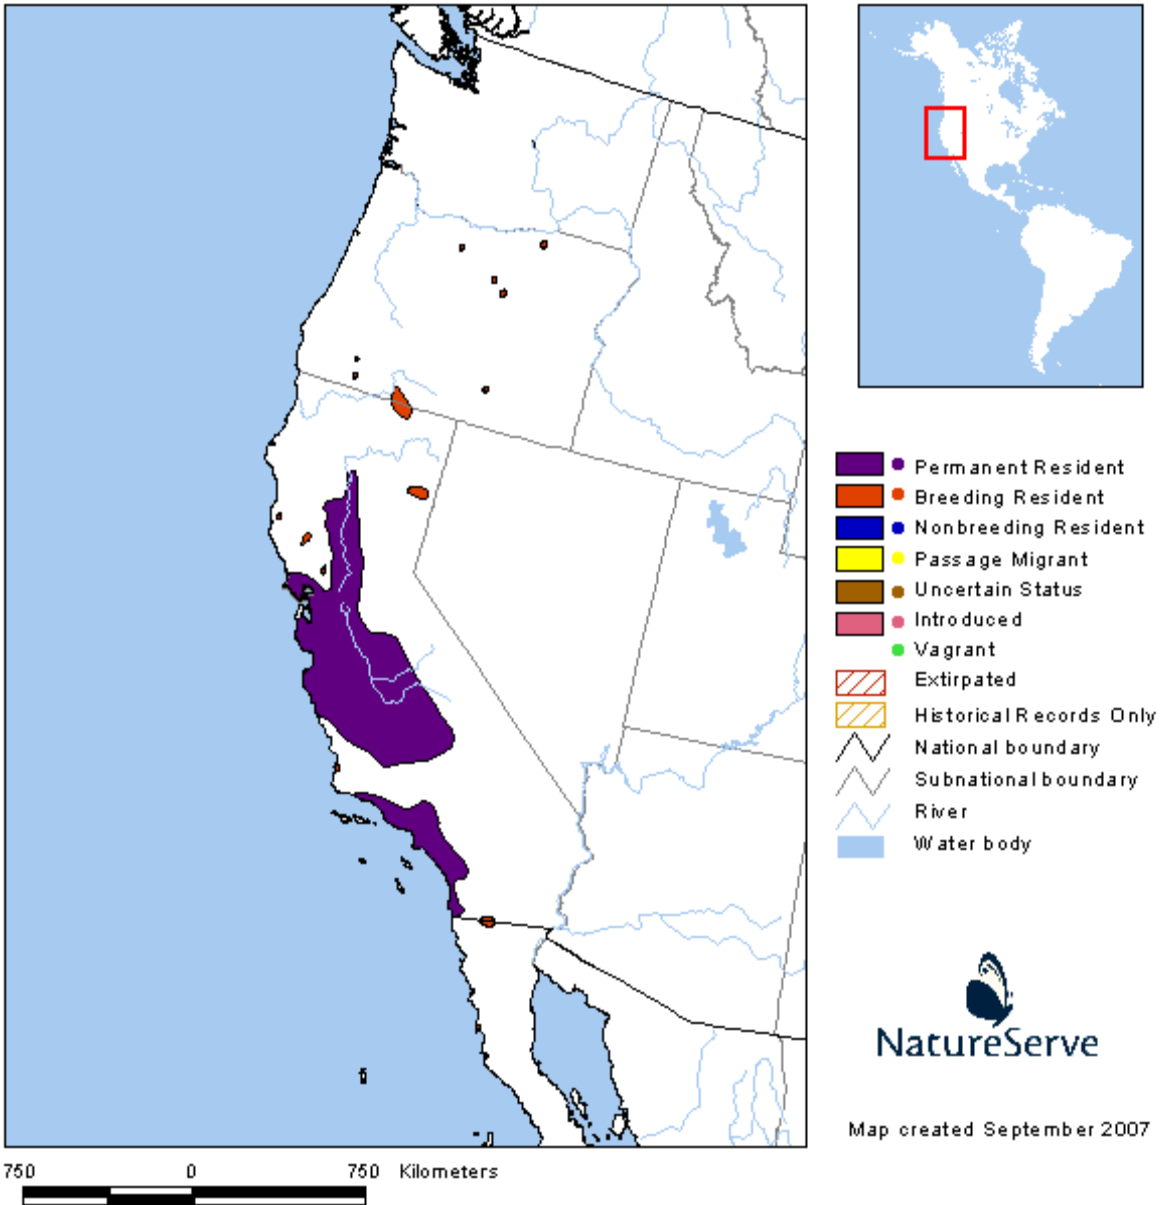 Permanent Resident
Breeding Resident
Nonbreeding Resident
Passage Migrant
Uncertain Status
Introduced
Vagrant
Extirpated
Historical Records Only
National boundary
Subnational boundary
River
Water body
NatureServe
Map created September 2007
750 0 750 Kilometers